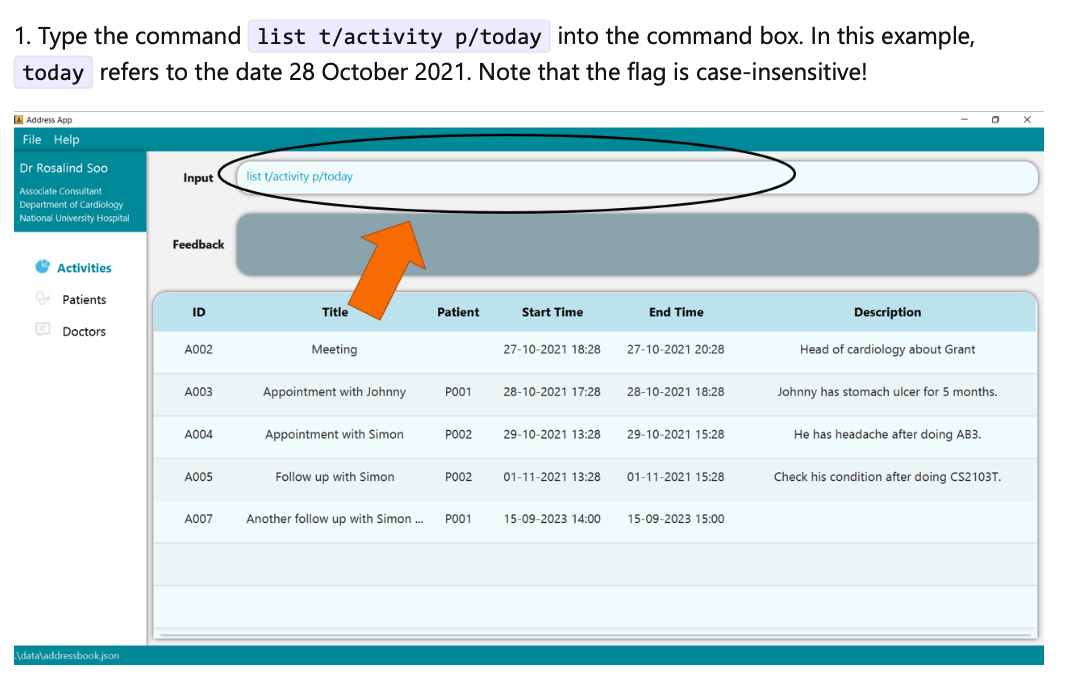 1. Type the command list t/activity p/today into the command box. In this example,
today refers to the date 28 October 2021. Note that the flag is case-insensitive!
Address App
File Help
Dr Rosalind Soo
Associate Consultant
Department of Cardiology
National University Hospital
Input list t/activity p/today
Feedback
Activities
Patients
Doctors
ID Title Patient Start Time End Time Description
A002 Meeting 27-10-2021 18:28 27-10-2021 20:28 Head of cardiology about Grant
A003 Appointment with Johnny P001 28-10-2021 17:28 28-10-2021 18:28 Johnny has stomach ulcer for 5 months.
A004 Appointment with Simon P002 29-10-2021 13:28 29-10-2021 15:28 He has headache after doing AB3.
A005 Follow up with Simon P002 01-11-2021 13:28 01-11-2021 15:28 Check his condition after doing CS2103T.
A007 Another follow up with Simon ... P001 15-09-2023 14:00 15-09-2023 15:00
.\data\addressbook.json